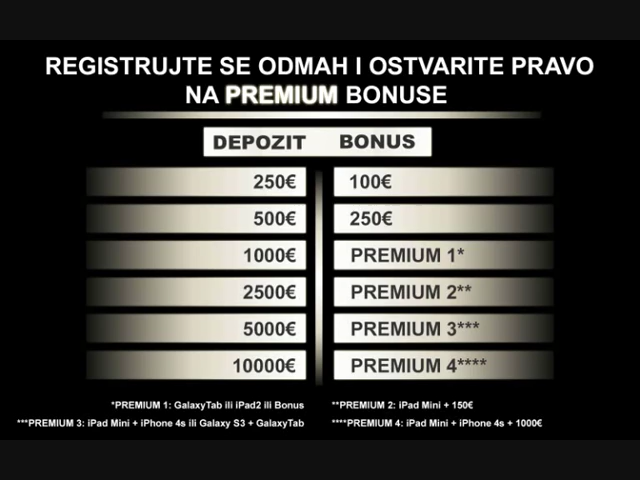 REGISTRUJTE SE ODMAH I OSTVARITE PRAVO
NA PREMIUM BONUSE
DEPOZIT BONUS
250€ 100€
500€ 250€
1000€ PREMIUM 1*
2500€ PREMIUM 2**
5000€ PREMIUM 3***
10000€ PREMIUM 4****
*PREMIUM 1: GalaxyTab ili iPad2 ili Bonus **PREMIUM 2: iPad Mini + 150€
***PREMIUM 3: iPad Mini + iPhone 4s ili Galaxy S3 + GalaxyTab ****PREMIUM 4: iPad Mini + iPhone 4s + 1000€